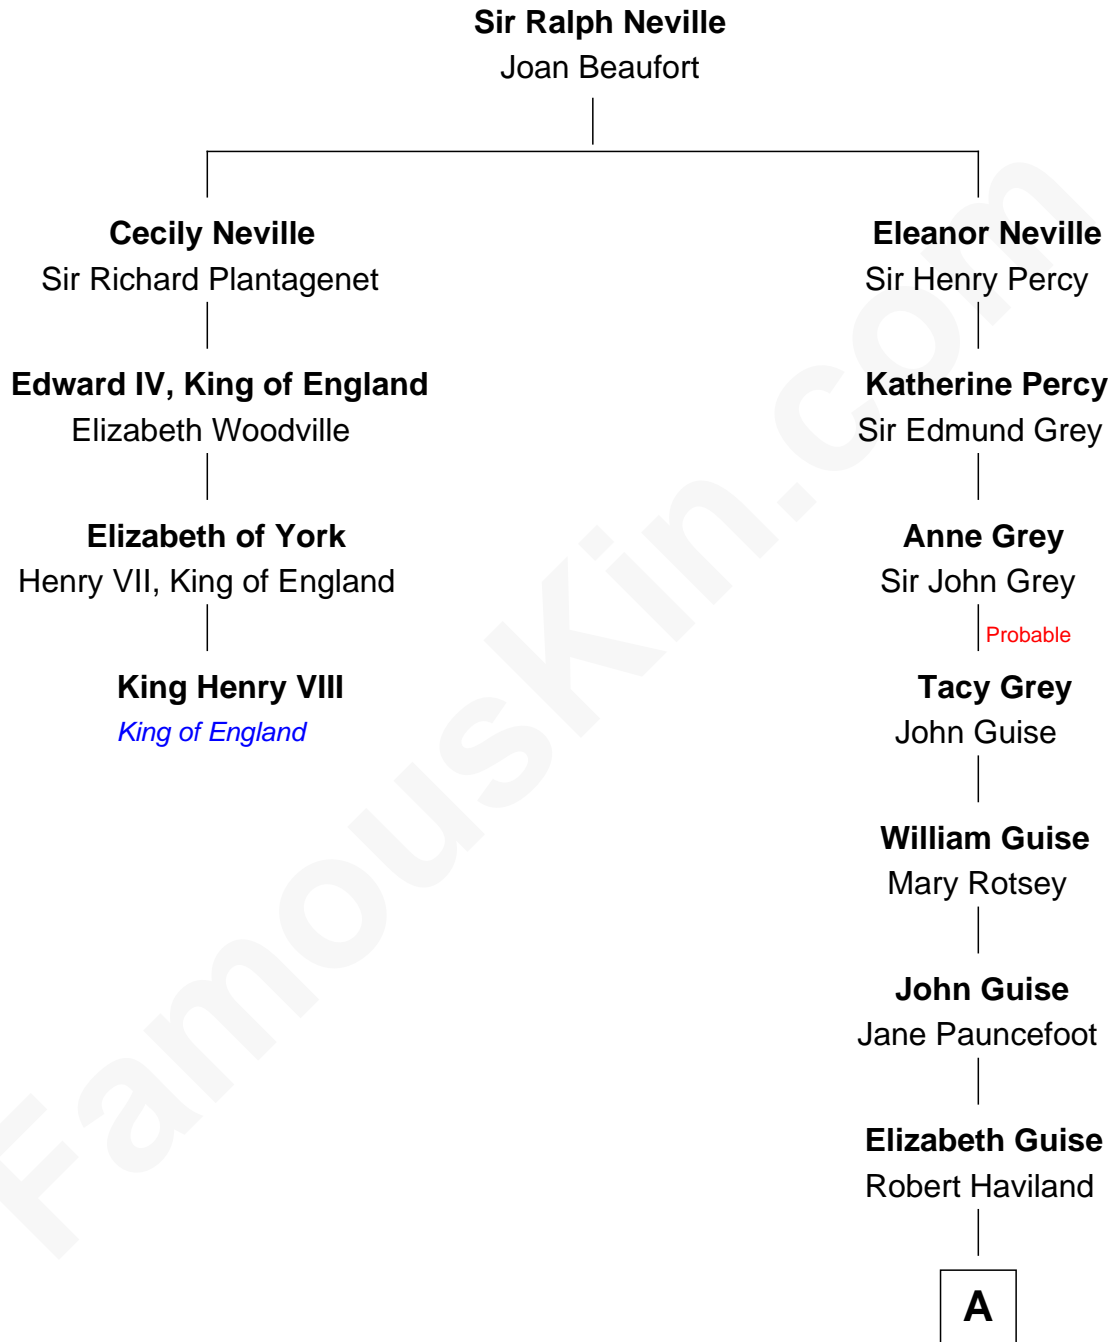 Sir Ralph Neville
Joan Beaufort
Cecily Neville
Sir Richard Plantagenet
Eleanor Neville
Sir Henry Percy
Edward IV, King of England
Elizabeth Woodville
Katherine Percy
Sir Edmund Grey
Elizabeth of York
Henry VII, King of England
Anne Grey
Sir John Grey
Probable
King Henry VIII
King of England
Tacy Grey
John Guise
William Guise
Mary Rotsey
John Guise
Jane Pauncefoot
Elizabeth Guise
Robert Haviland
A
FamousKin.com